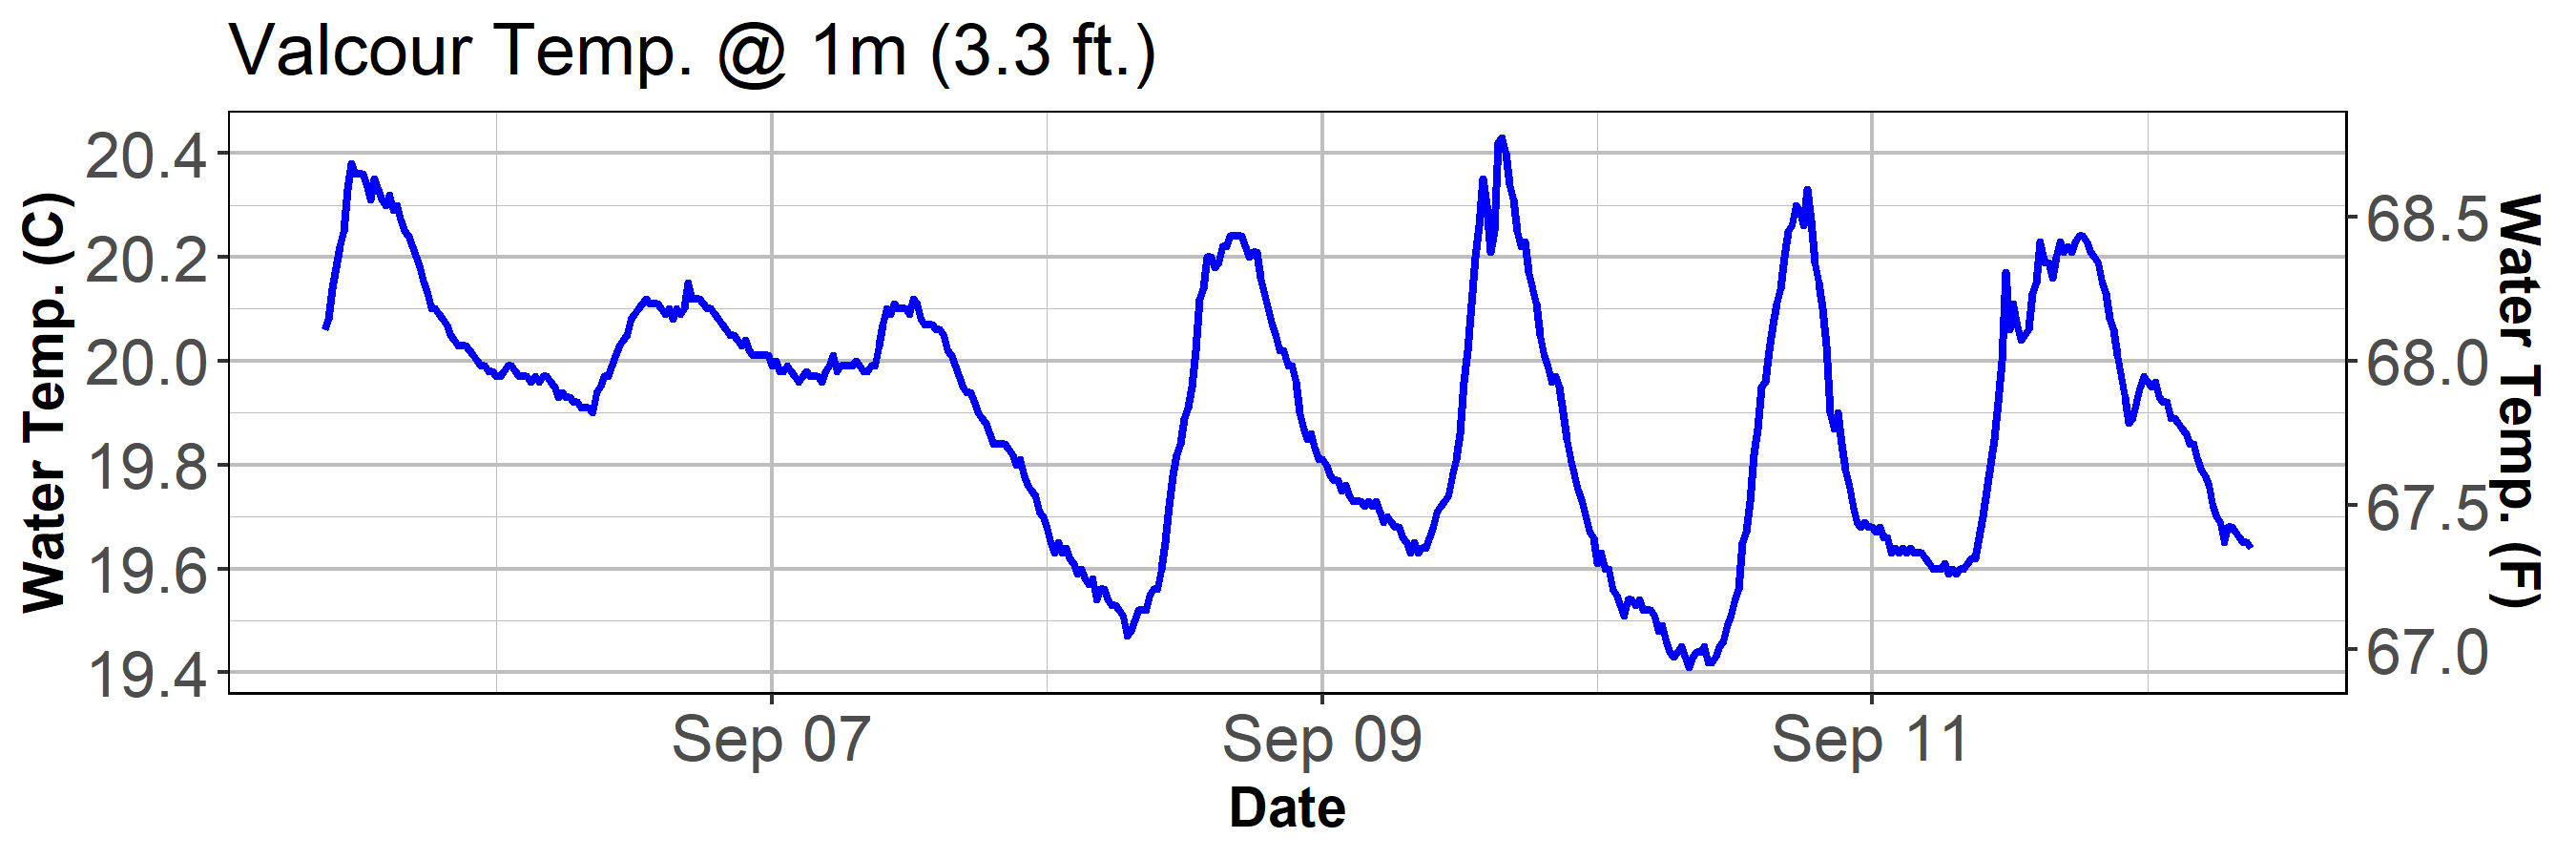 Valcour Temp. @ 1m (3.3 ft.)
Water Temp. (C)
20.4
20.2
20.0
19.8
19.6
19.4
68.5
68.0
67.5
67.0
Water Temp. (F)
Sep 07
Sep 09
Sep 11
Date